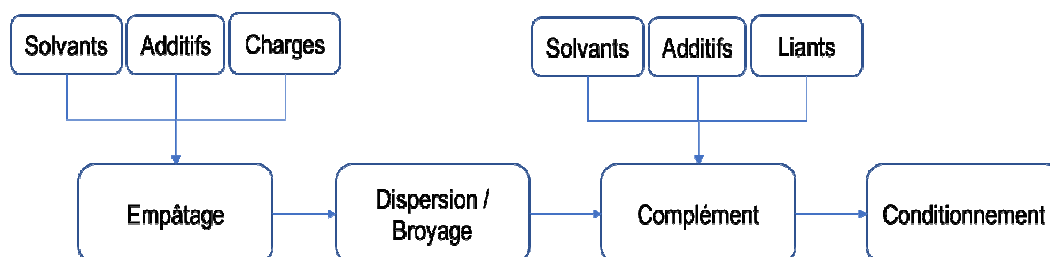 Solvants
Additifs
Charges
Solvants
Additifs
Liants
Empâtage
Dispersion /
Broyage
Complément
Conditionnement